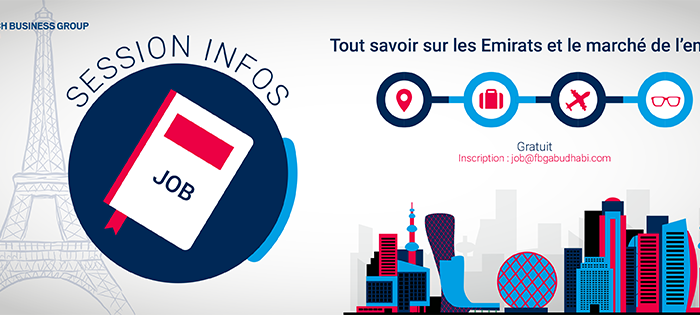 CH BUSINESS GROUP
SESSION INFOS
JOB
Tout savoir sur les Emirats et le marché de l'em
Gratuit
Inscription : job@fbgabudhabi.com